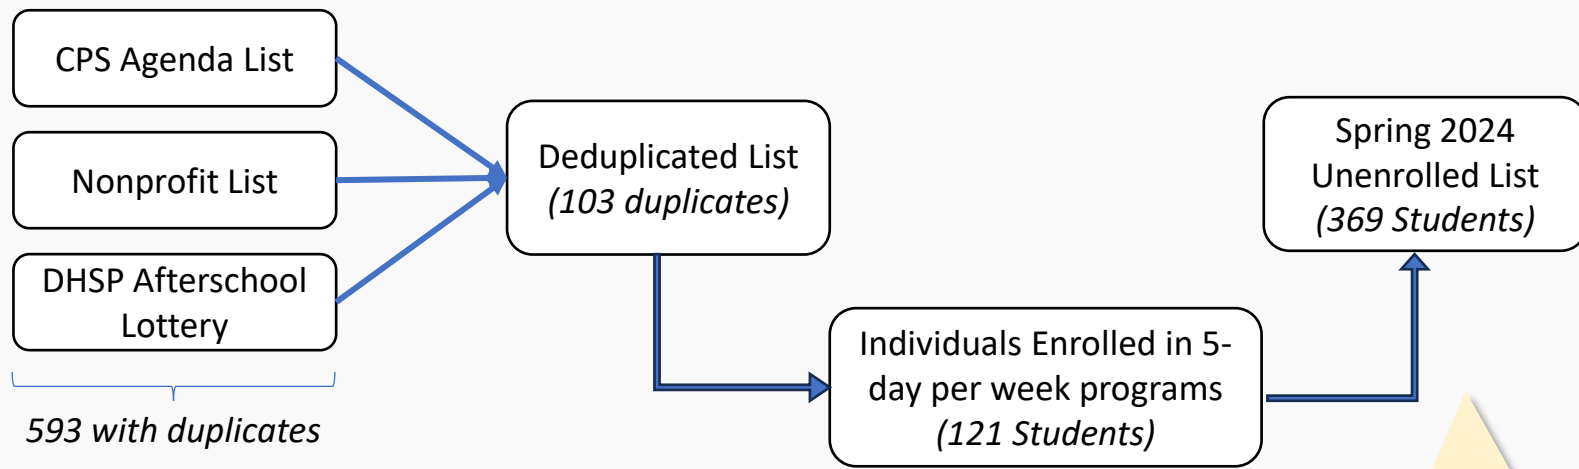 CPS Agenda List
Nonprofit List
DHSP Afterschool
Lottery
593 with duplicates
Deduplicated List
(103 duplicates)
Individuals Enrolled in 5-
day per week programs
(121 Students)
Spring 2024
Unenrolled List
(369 Students)